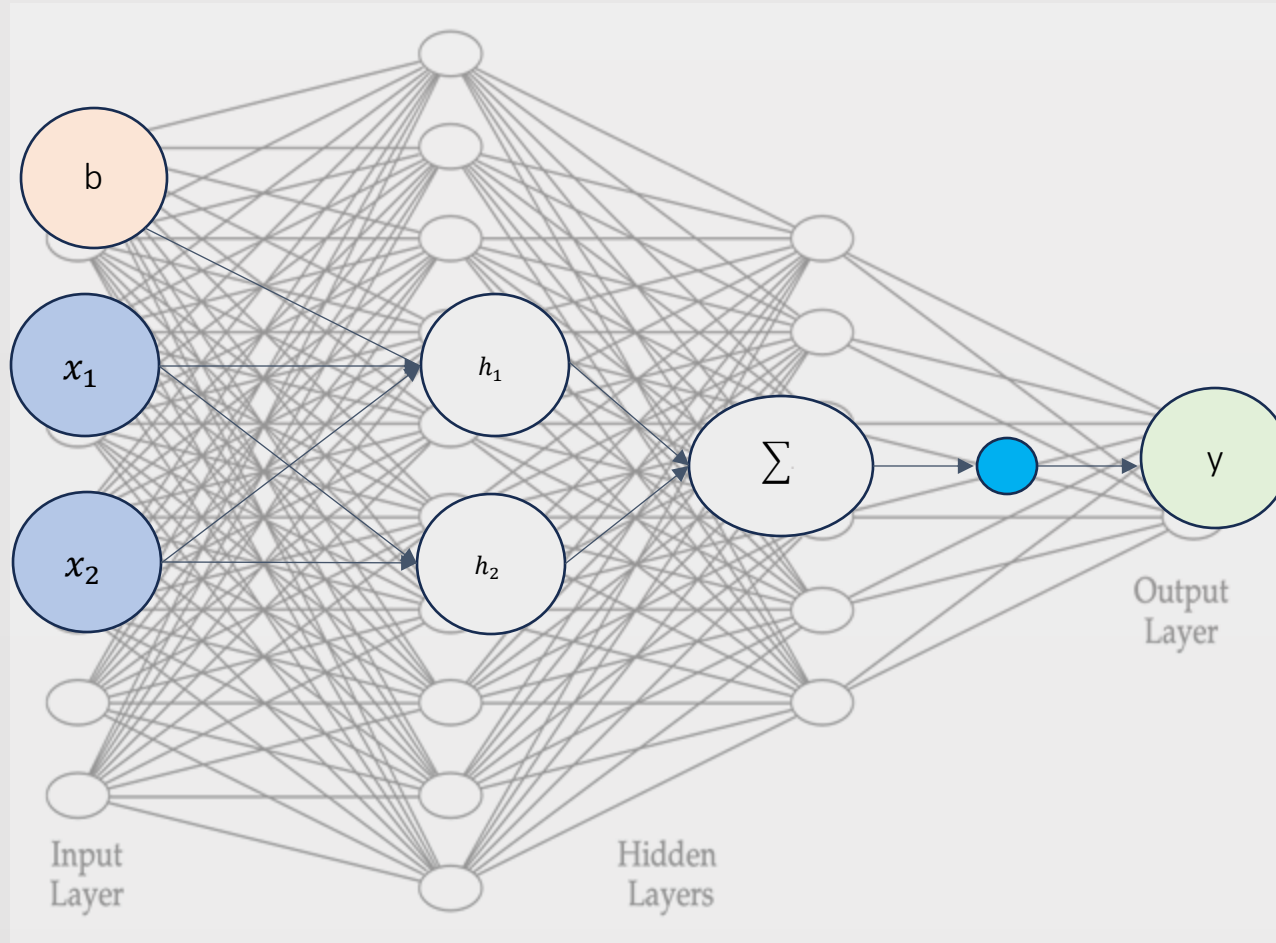 b
x₁
h₁
∑
y
x₂
h₂
Output
Layer
Input
Layer
Hidden
Layers